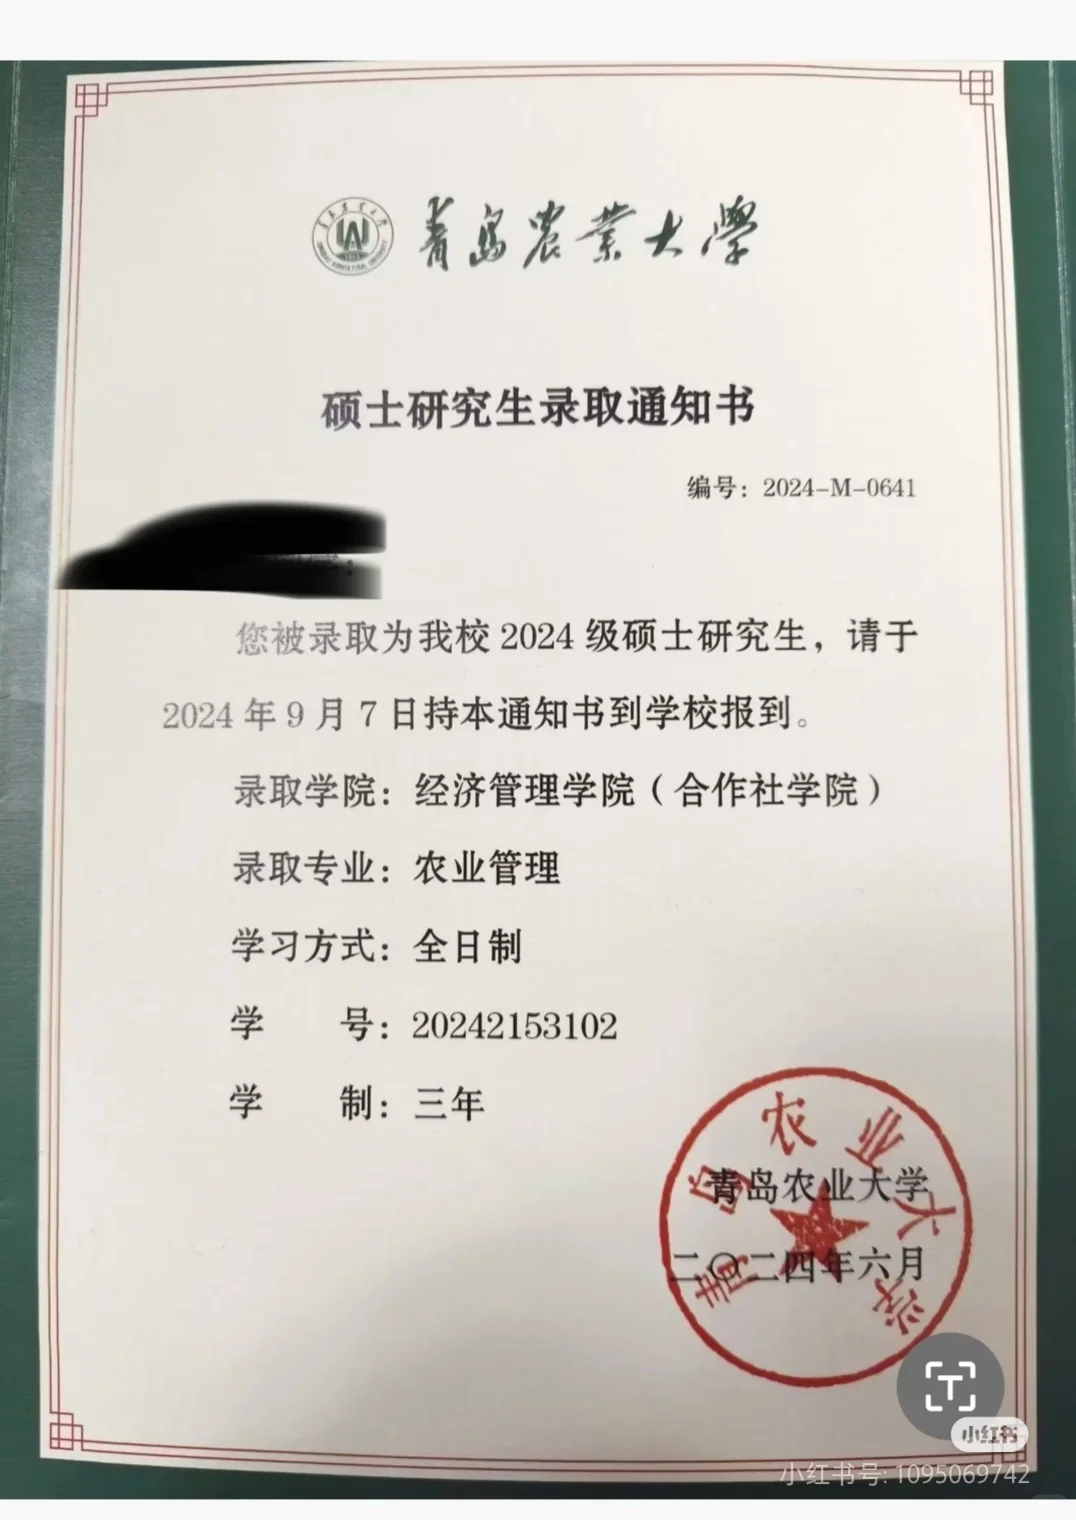 青岛农业大学
硕士研究生录取通知书
编号：2024-M-0641
您被录取为我校2024级硕士研究生，请于
2024年9月7日持本通知书到学校报到。
录取学院：经济管理学院（合作社学院）
录取专业：农业管理
学习方式：全日制
学 号：20242153102
学 制：三年
青岛农业大学
青岛农业大学
二〇二四年六月
小红书
小红书号: 1095069742